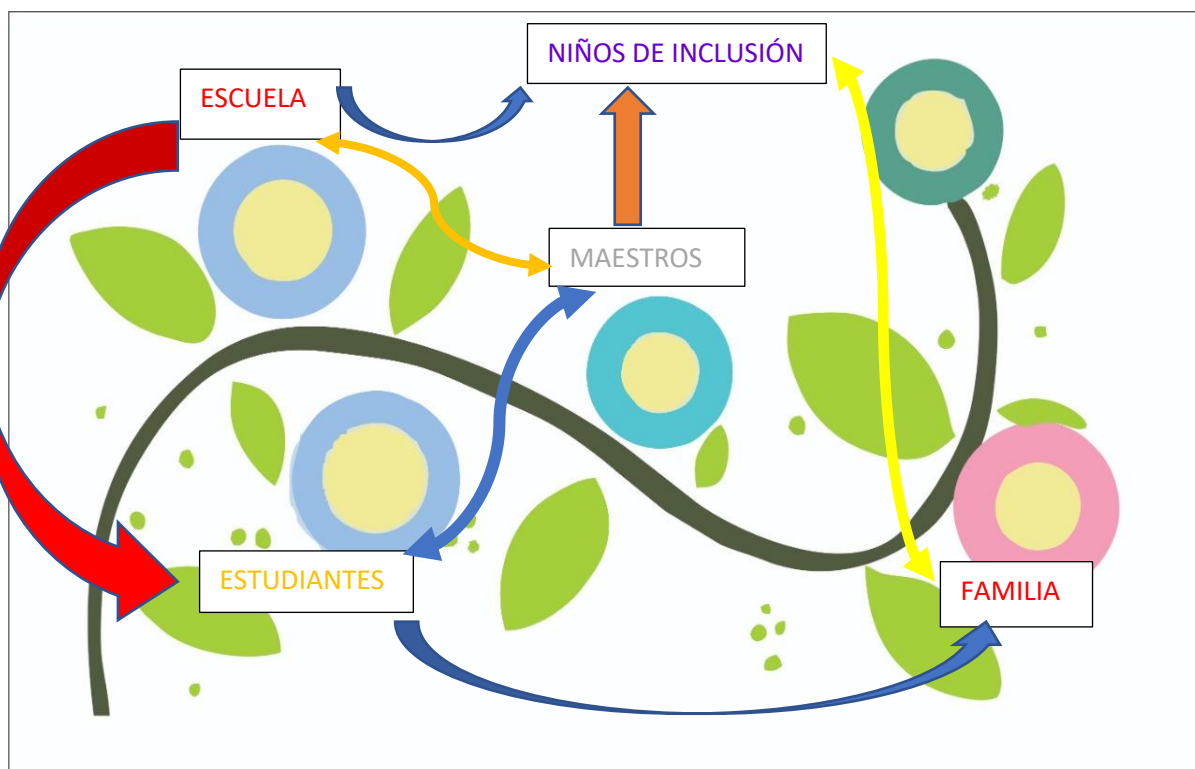 NIÑOS DE INCLUSIÓN
ESCUELA
MAESTROS
ESTUDIANTES
FAMILIA